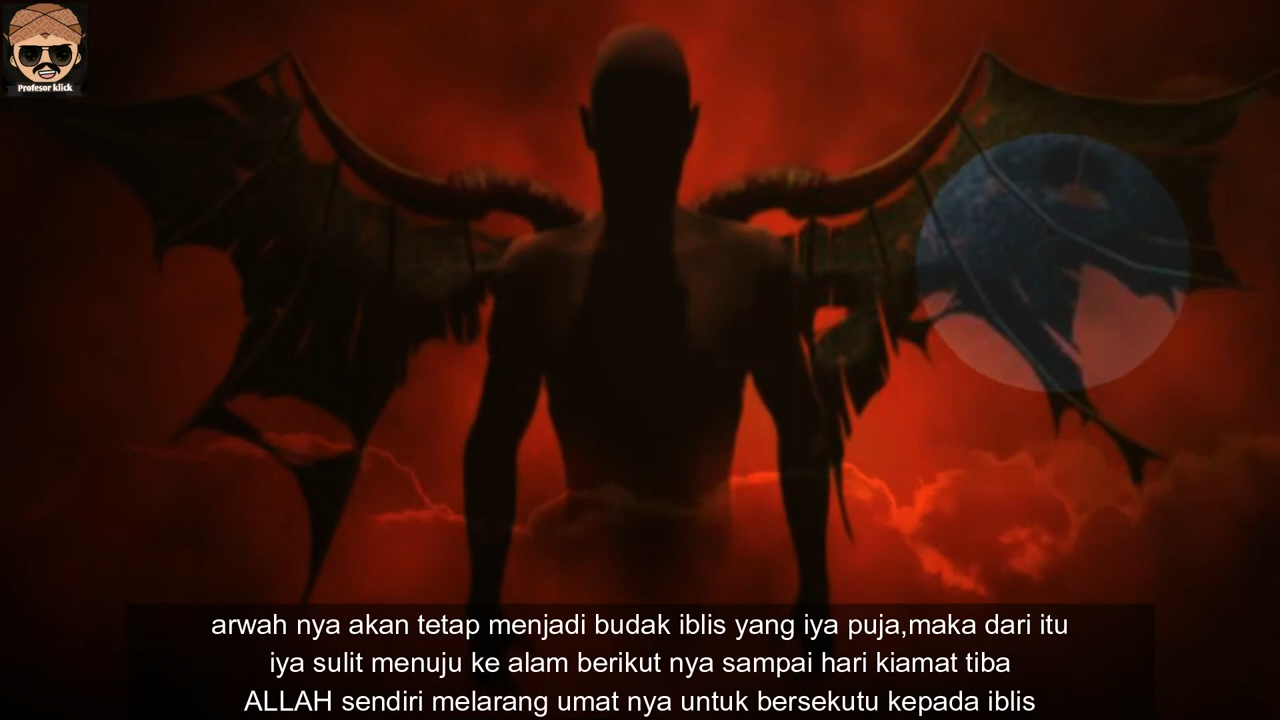 Profesor klick
arwah nya akan tetap menjadi budak iblis yang iya puja,maka dari itu
iya sulit menuju ke alam berikut nya sampai hari kiamat tiba
ALLAH sendiri melarang umat nya untuk bersekutu kepada iblis